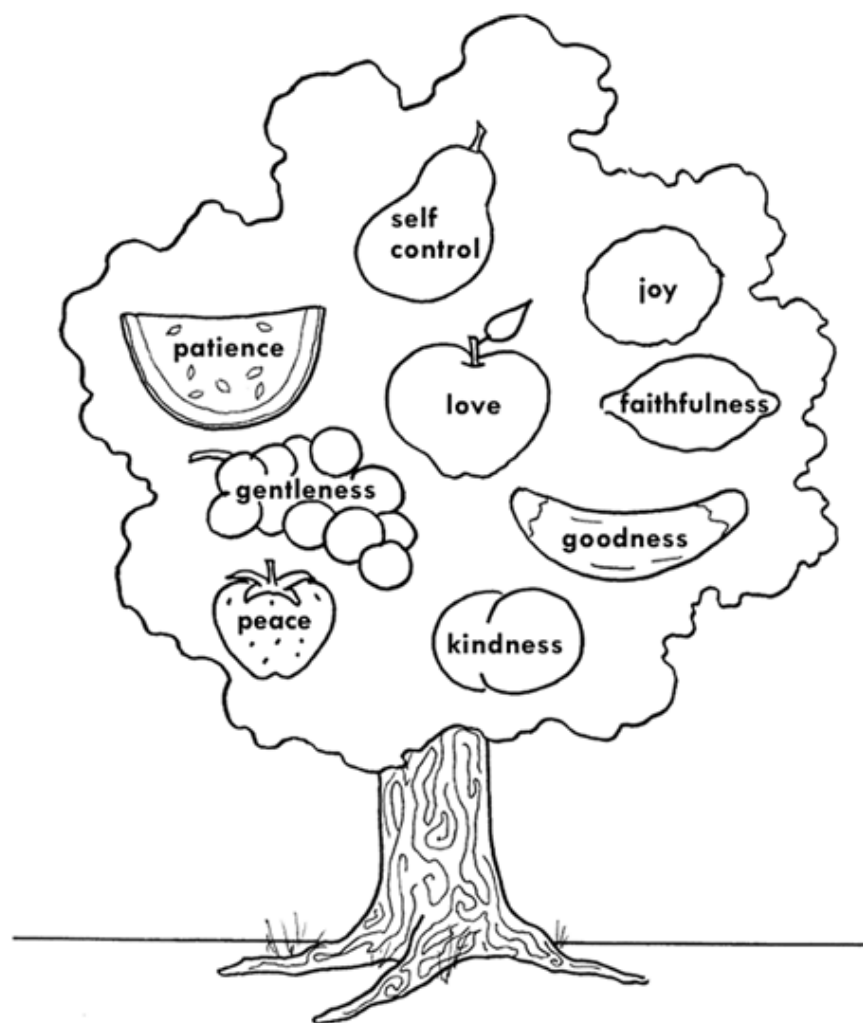 self
control
joy
patience
love
faithfulness
gentleness
goodness
peace
kindness